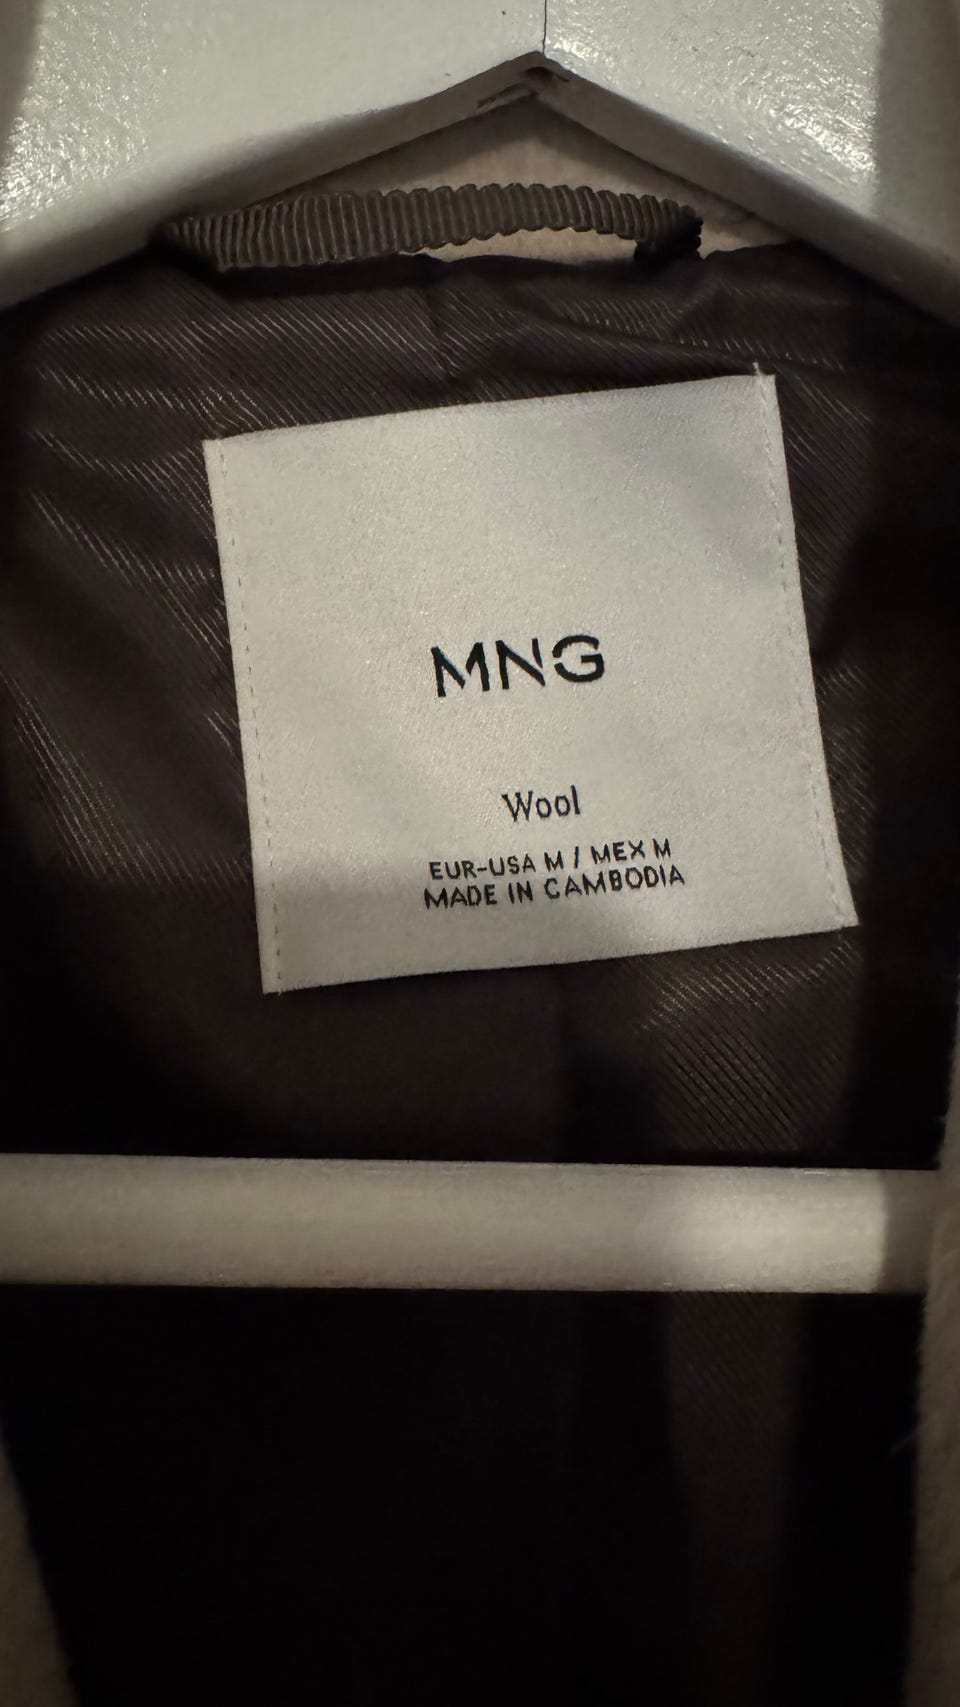 MNG
Wool
EUR-USA M / MEX M
MADE IN CAMBODIA